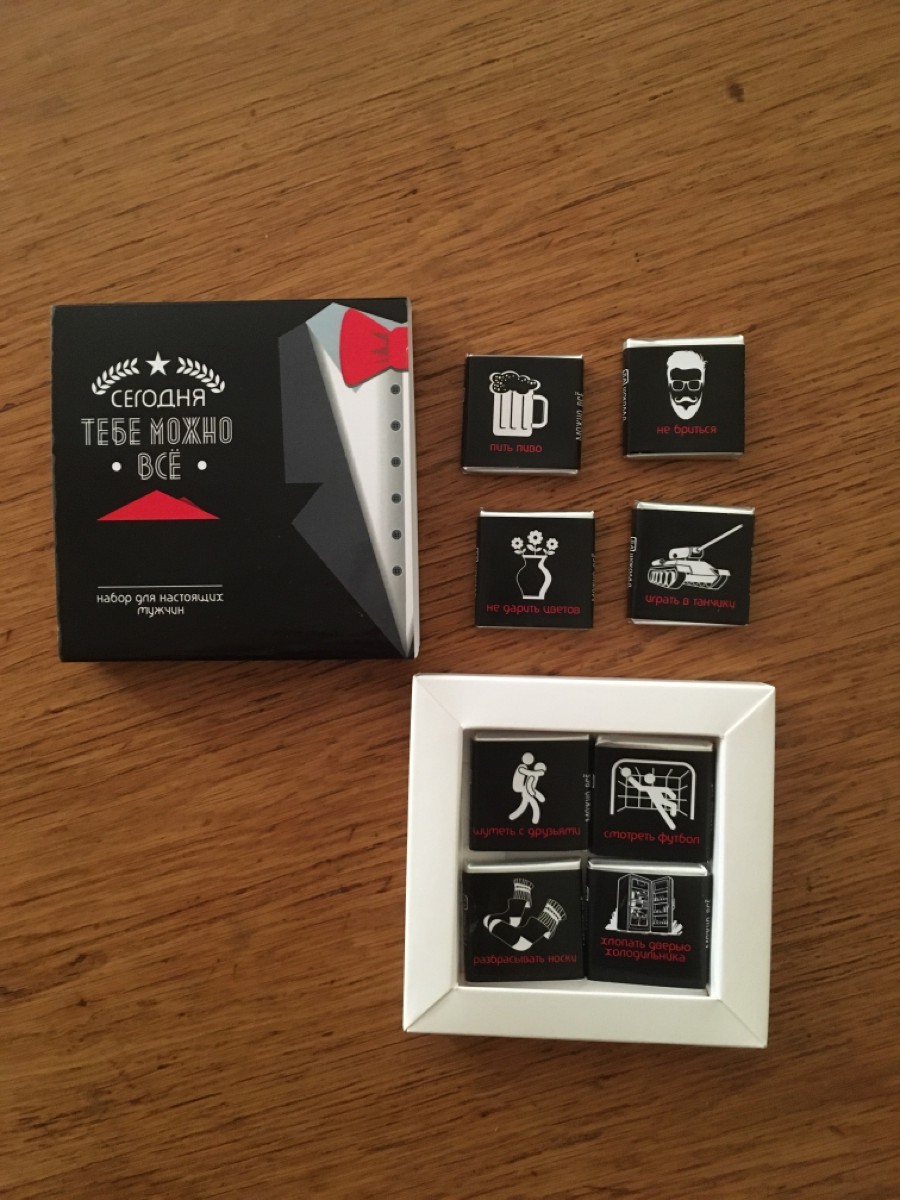 СЕГОДНЯ
ТЕБЕ МОЖНО
ВСЁ
набор для настоящих
мужчин
пить пиво
не бриться
не дарить цветов
играть в танчики
шуметь с друзьями
смотреть футбол
разбрасывать носки
хлопать дверью
холодильника